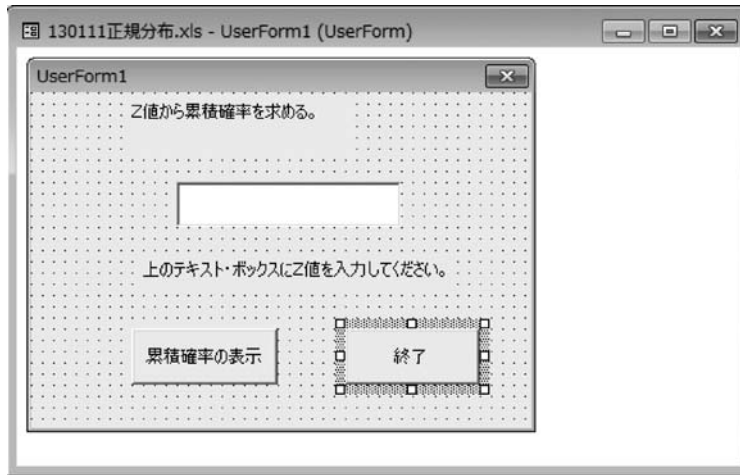 130111正規分布.xls - UserForm1 (UserForm)
UserForm1
Z値から累積確率を求める。
上のテキスト・ボックスにZ値を入力してください。
累積確率の表示
終了